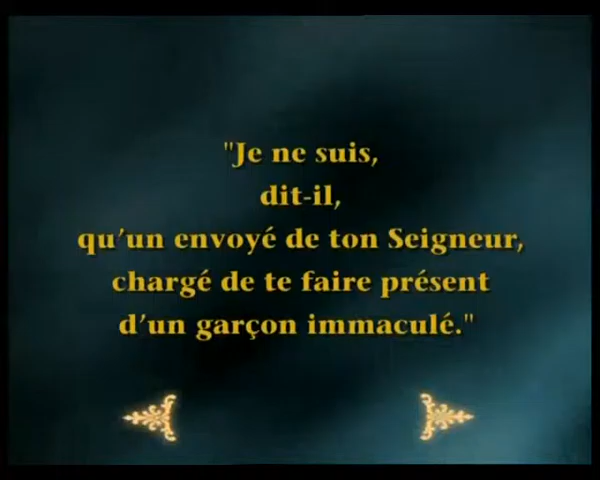 "Je ne suis,
dit-il,
qu'un envoyé de ton Seigneur,
chargé de te faire présent
d'un garçon immaculé."